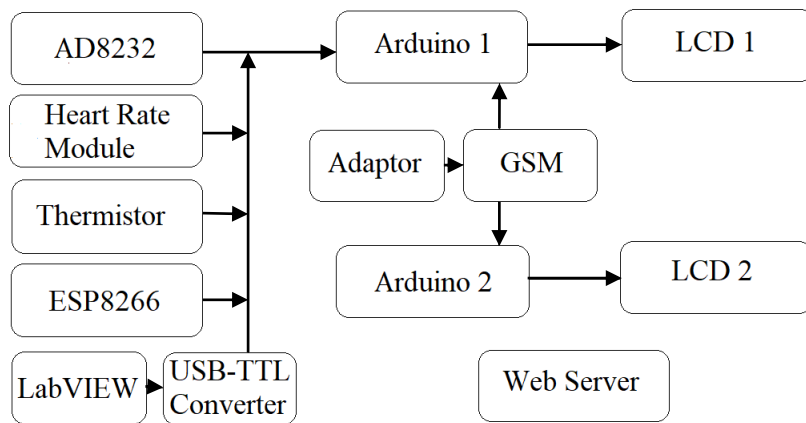 AD8232
Arduino 1
LCD 1
Heart Rate
Module
Adaptor
GSM
Thermistor
Arduino 2
LCD 2
ESP8266
LabVIEW
USB-TTL
Converter
Web Server